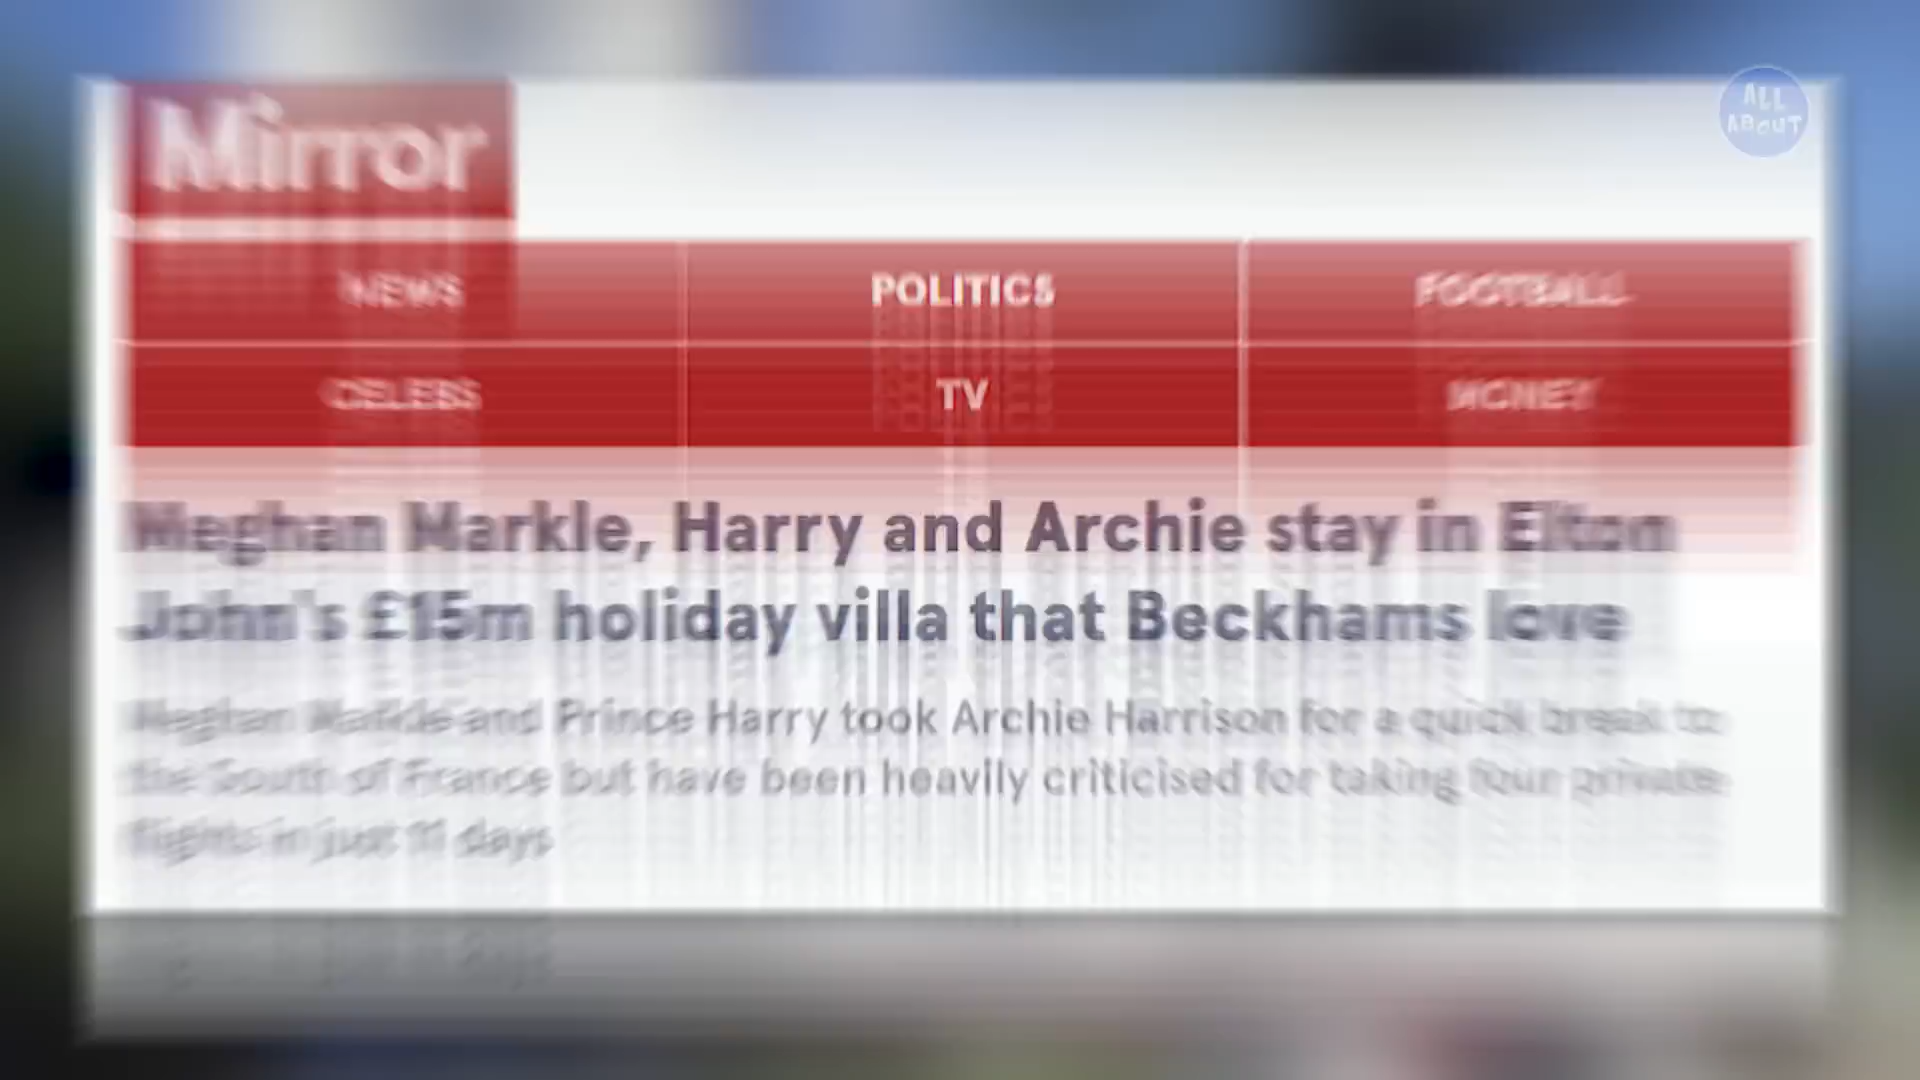 ALL
ABOUT
Mirror
NEWS POLITICS FOOTBALL
CELEBS TV MONEY
Meghan Markle, Harry and Archie stay in Elton
John's £15m holiday villa that Beckhams love
Meghan Markle and Prince Harry took Archie Harrison for a quick break to
the South of France but have been heavily criticised for taking four private
flights in just 11 days